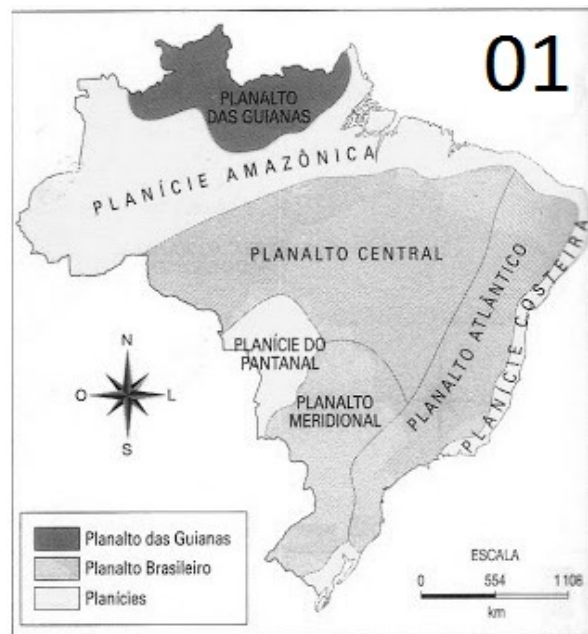 01
PLANALTO
DAS GUIANAS
PLANÍCIE AMAZÔNICA
PLANALTO CENTRAL
PLANALTO ATLÂNTICO
PLANÍCIE COSTEIRA
PLANÍCIE DO
PANTANAL
PLANALTO
MERIDIONAL
N
O
L
S
Planalto das Guianas
Planalto Brasileiro
Planícies
ESCALA
0 554 1108
km